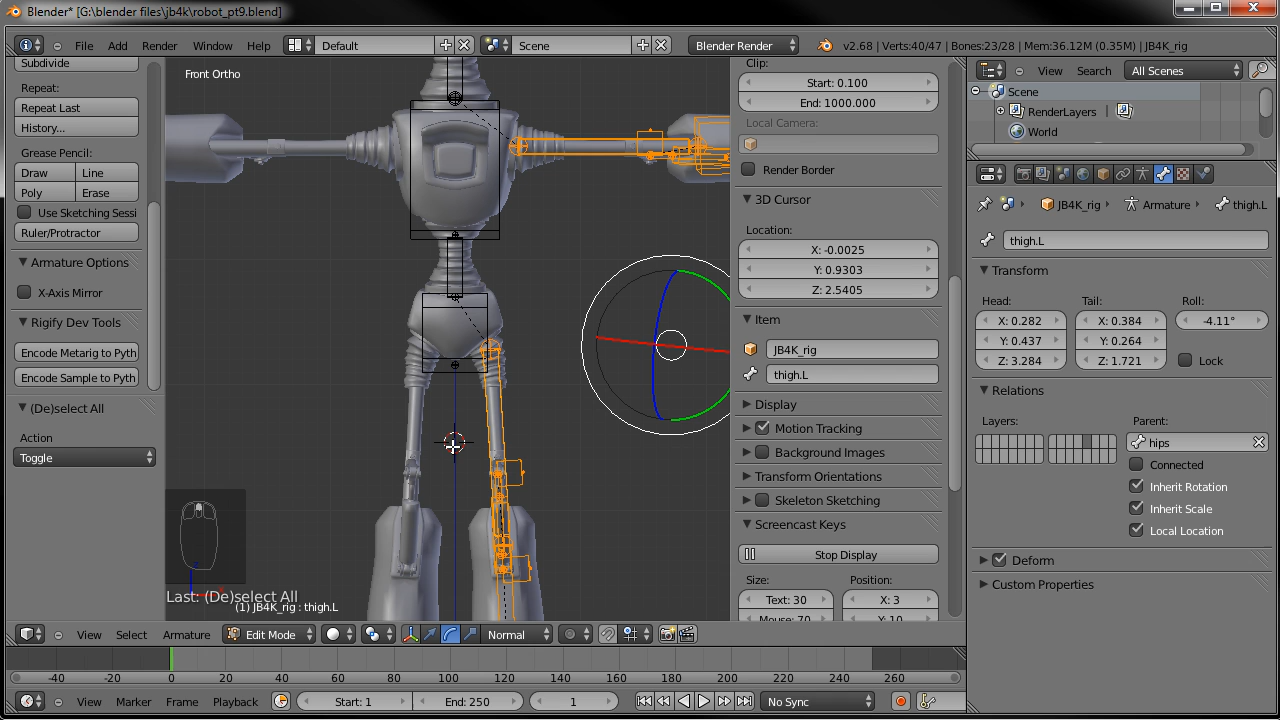 Blender* [G:\blender files\jb4k\robot_pt9.blend]
File Add Render Window Help Default Scene Blender Render v2.68 | Verts:40/47 | Bones:23/28 | Mem:36.12M (0.35M) | JB4K_rig
Subdivide
Repeat:
Repeat Last
History...
Grease Pencil:
Draw Line
Poly Erase
Use Sketching Sessi
Ruler/Protractor
Armature Options
X-Axis Mirror
Rigify Dev Tools
Encode Metarig to Pyth
Encode Sample to Pyth
(De)select All
Action
Toggle
Front Ortho
Last: (De)select All
(1) JB4K_rig : thigh.L
Clip:
Start: 0.100
End: 1000.000
Local Camera:
Render Border
3D Cursor
Location:
X: -0.0025
Y: 0.9303
Z: 2.5405
Item
JB4K_rig
thigh.L
Display
Motion Tracking
Background Images
Transform Orientations
Skeleton Sketching
Screencast Keys
Stop Display
Size: Position:
Text: 30 X: 3
Mouse: 70 Y: 10
View Search All Scenes
Scene
RenderLayers
World
JB4K_rig Armature thigh.L
thigh.L
Transform
Head: Tail: Roll:
X: 0.282 X: 0.384 -4.11°
Y: 0.437 Y: 0.264 Lock
Z: 3.284 Z: 1.721
Relations
Layers: Parent:
hips
Connected
Inherit Rotation
Inherit Scale
Local Location
Deform
Custom Properties
View Select Armature Edit Mode Normal
-40 -20 0 20 40 60 80 100 120 140 160 180 200 220 240 260
View Marker Frame Playback Start: 1 End: 250 1 No Sync